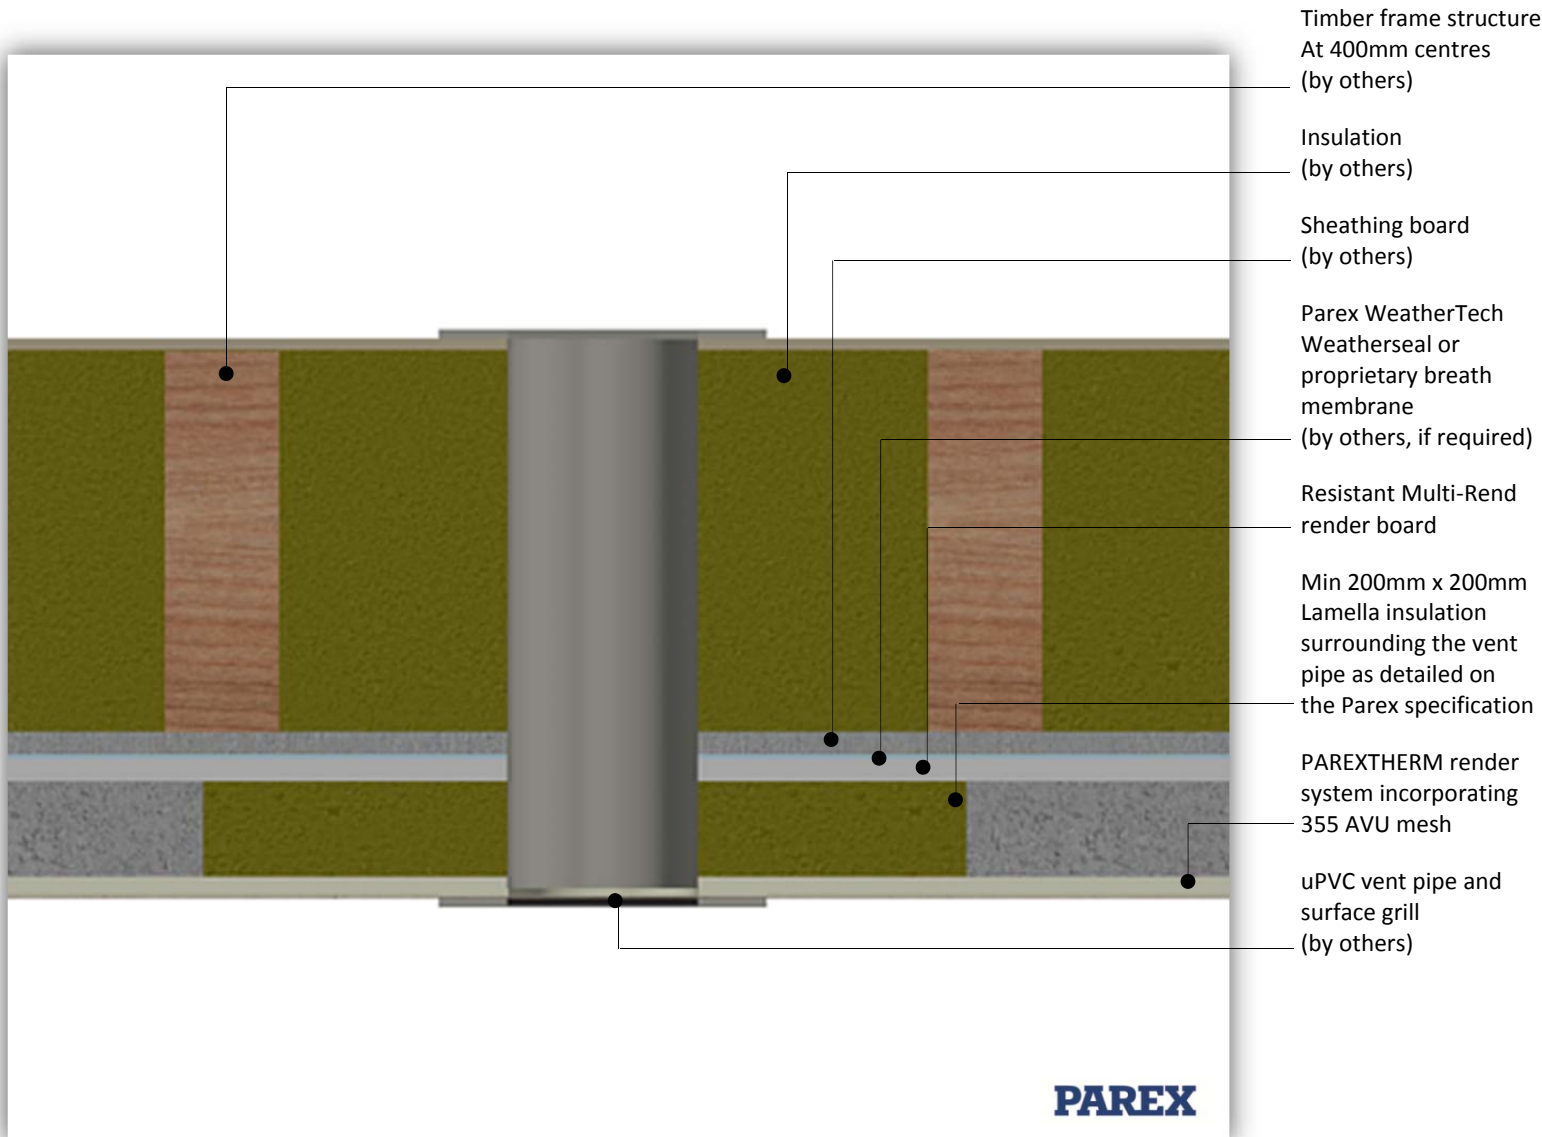 Timber frame structure
At 400mm centres
(by others)
Insulation
(by others)
Sheathing board
(by others)
Parex WeatherTech
Weatherseal or
proprietary breath
membrane
(by others, if required)
Resistant Multi-Rend
render board
Min 200mm x 200mm
Lamella insulation
surrounding the vent
pipe as detailed on
the Parex specification
PAREXTHERM render
system incorporating
355 AVU mesh
uPVC vent pipe and
surface grill
(by others)
PAREX